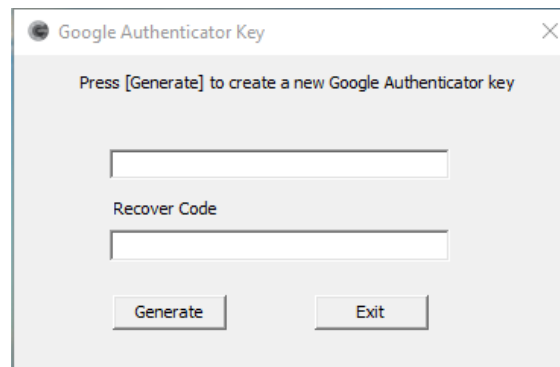 Google Authenticator Key
Press [Generate] to create a new Google Authenticator key
Recover Code
Generate
Exit